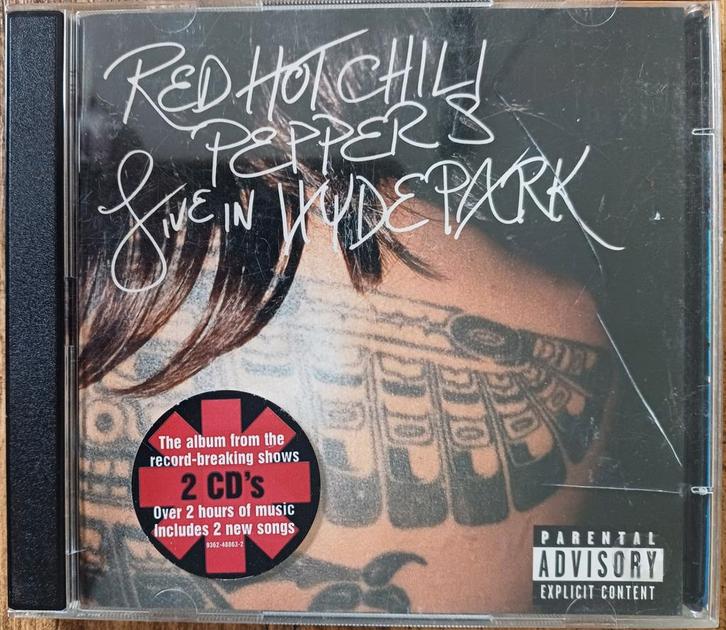 RED HOT CHILI
PEPPERS
LIVE IN HYDE PARK
The album from the
record-breaking shows
2 CD's
Over 2 hours of music
Includes 2 new songs
9362-48863-2
PARENTAL
ADVISORY
EXPLICIT CONTENT